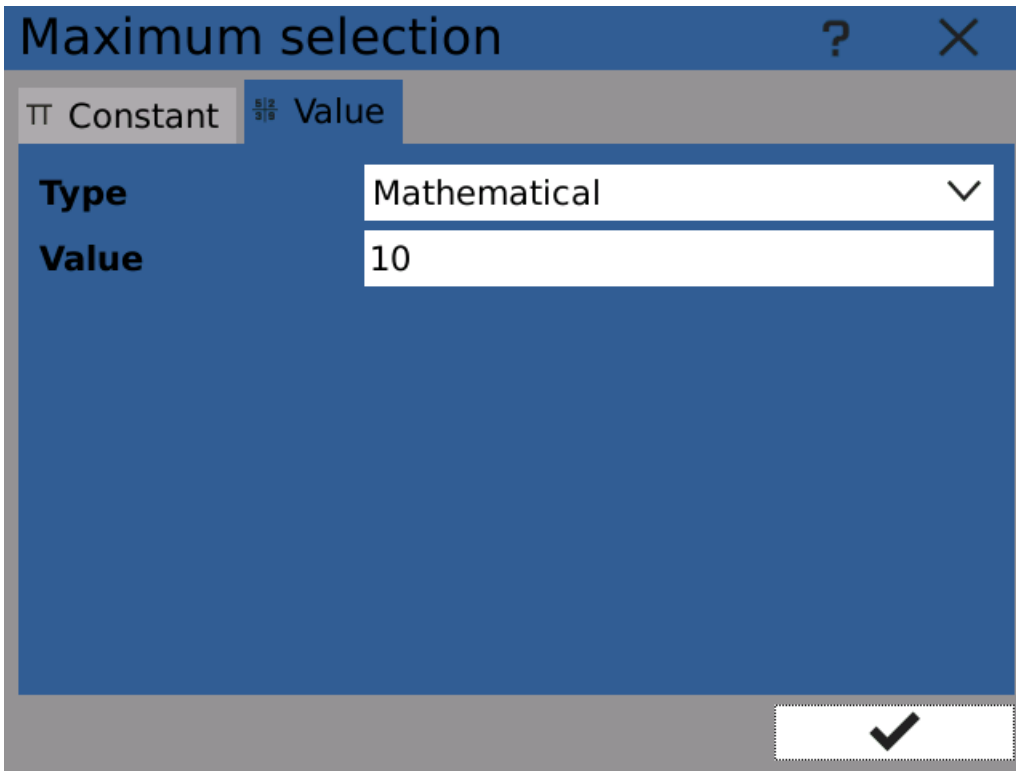 Maximum selection ?
π Constant Value
Type Mathematical
Value 10